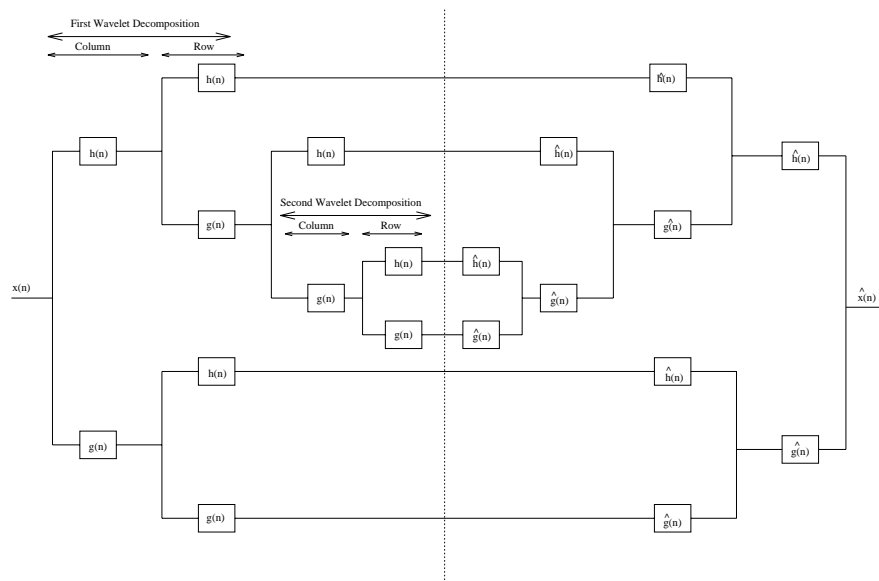 First Wavelet Decomposition
Column Row
h(n) ĥ(n)
h(n) h(n) ĥ(n) ĥ(n)
Second Wavelet Decomposition
g(n) ĝ(n)
Column Row
h(n) ĥ(n)
x(n) g(n) ĝ(n) x̂(n)
g(n) ĝ(n)
h(n) ĥ(n)
g(n) ĝ(n)
g(n) ĝ(n)